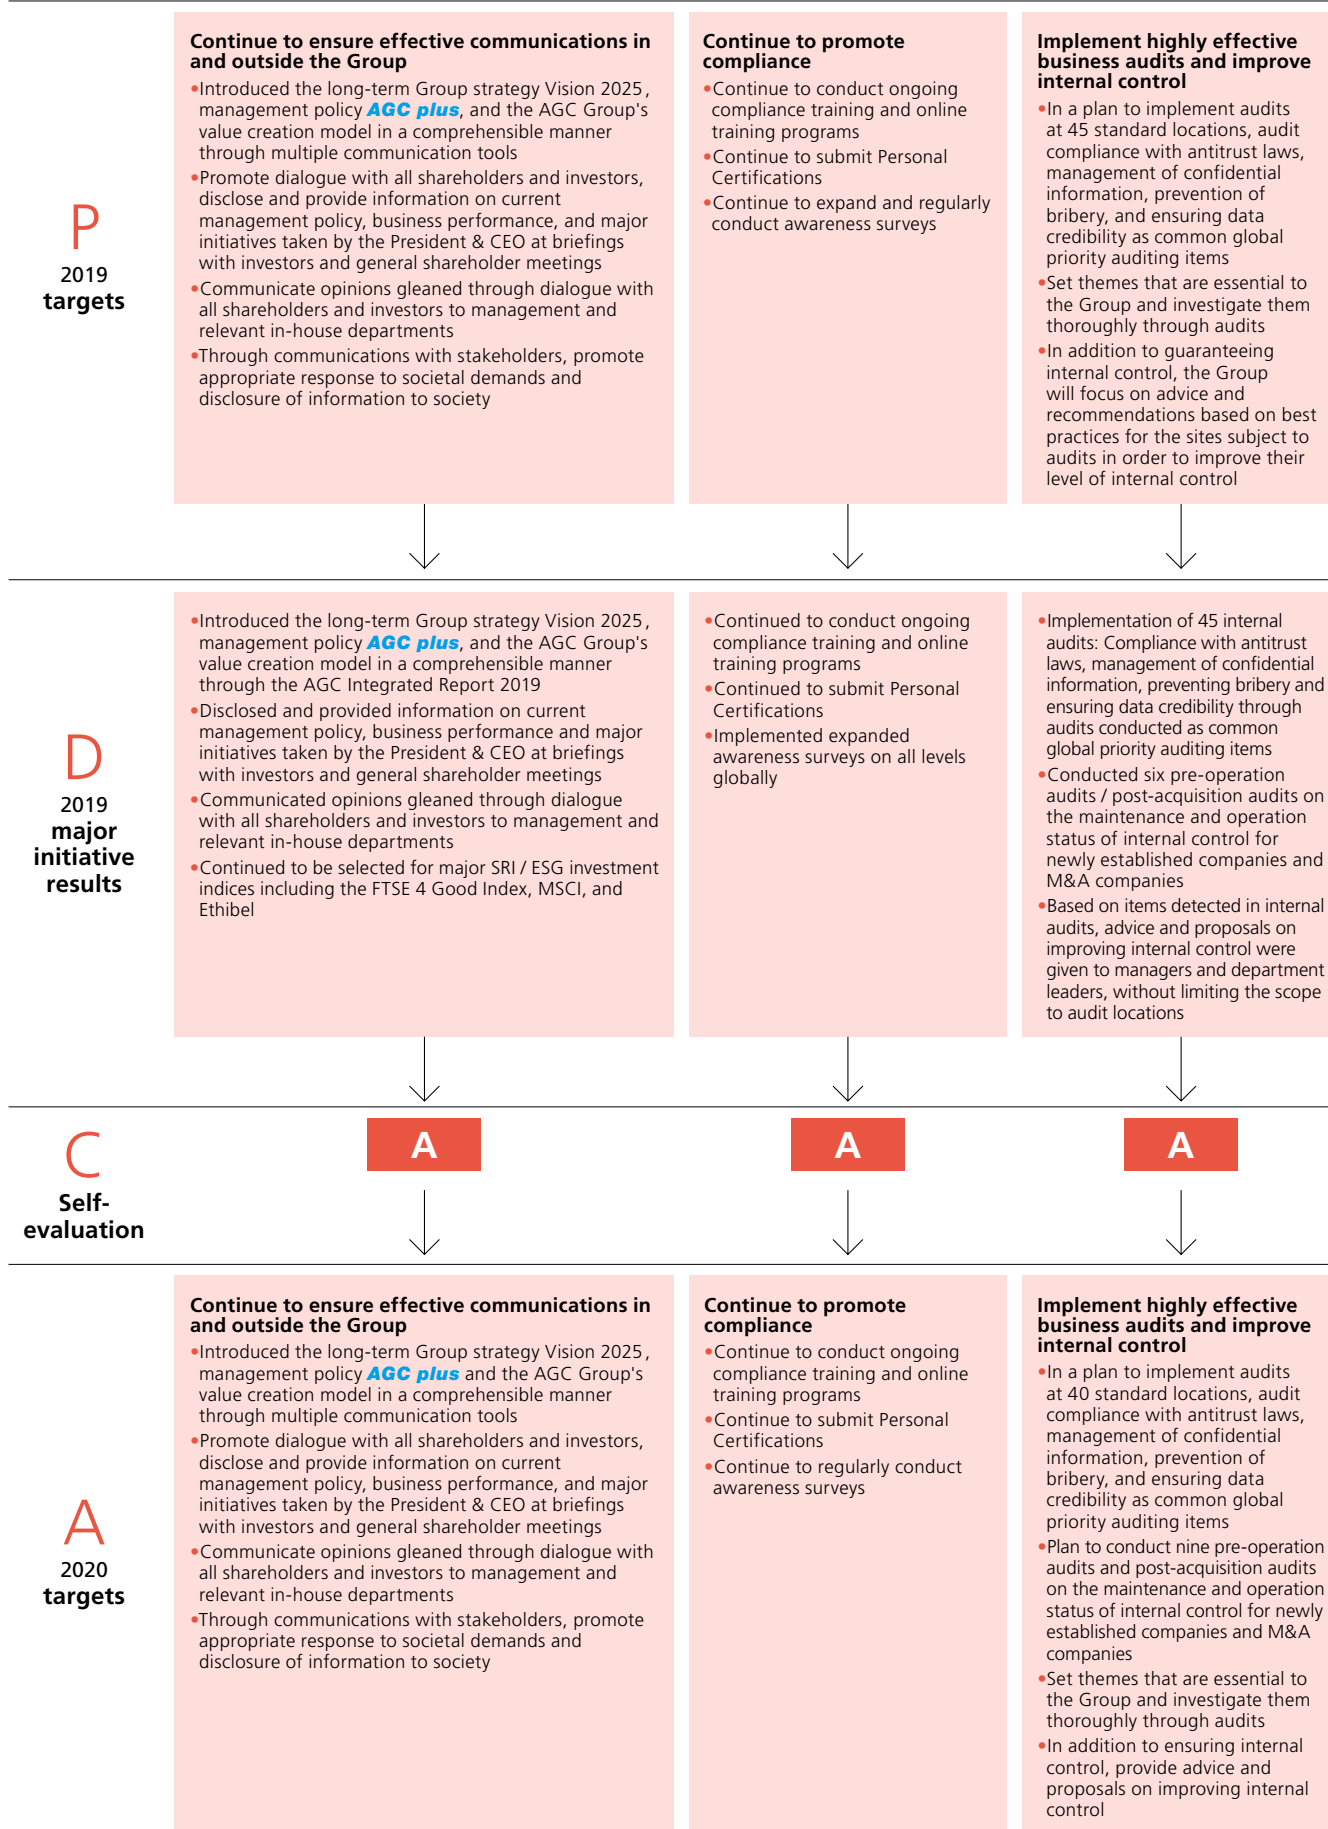 P
2019
targets
Continue to ensure effective communications in
and outside the Group
•Introduced the long-term Group strategy Vision 2025,
management policy AGC plus, and the AGC Group's
value creation model in a comprehensible manner
through multiple communication tools
•Promote dialogue with all shareholders and investors,
disclose and provide information on current
management policy, business performance, and major
initiatives taken by the President & CEO at briefings
with investors and general shareholder meetings
•Communicate opinions gleaned through dialogue with
all shareholders and investors to management and
relevant in-house departments
•Through communications with stakeholders, promote
appropriate response to societal demands and
disclosure of information to society
Continue to promote
compliance
•Continue to conduct ongoing
compliance training and online
training programs
•Continue to submit Personal
Certifications
•Continue to expand and regularly
conduct awareness surveys
Implement highly effective
business audits and improve
internal control
•In a plan to implement audits
at 45 standard locations, audit
compliance with antitrust laws,
management of confidential
information, prevention of
bribery, and ensuring data
credibility as common global
priority auditing items
•Set themes that are essential to
the Group and investigate them
thoroughly through audits
•In addition to guaranteeing
internal control, the Group
will focus on advice and
recommendations based on best
practices for the sites subject to
audits in order to improve their
level of internal control
D
2019
major
initiative
results
•Introduced the long-term Group strategy Vision 2025,
management policy AGC plus, and the AGC Group's
value creation model in a comprehensible manner
through the AGC Integrated Report 2019
•Disclosed and provided information on current
management policy, business performance and major
initiatives taken by the President & CEO at briefings
with investors and general shareholder meetings
•Communicated opinions gleaned through dialogue
with all shareholders and investors to management and
relevant in-house departments
•Continued to be selected for major SRI / ESG investment
indices including the FTSE 4 Good Index, MSCI, and
Ethibel
•Continued to conduct ongoing
compliance training and online
training programs
•Continued to submit Personal
Certifications
•Implemented expanded
awareness surveys on all levels
globally
•Implementation of 45 internal
audits: Compliance with antitrust
laws, management of confidential
information, preventing bribery and
ensuring data credibility through
audits conducted as common
global priority auditing items
•Conducted six pre-operation
audits / post-acquisition audits on
the maintenance and operation
status of internal control for
newly established companies and
M&A companies
•Based on items detected in internal
audits, advice and proposals on
improving internal control were
given to managers and department
leaders, without limiting the scope
to audit locations
C
Self-
evaluation
A
A
A
A
2020
targets
Continue to ensure effective communications in
and outside the Group
•Introduced the long-term Group strategy Vision 2025,
management policy AGC plus and the AGC Group's
value creation model in a comprehensible manner
through multiple communication tools
•Promote dialogue with all shareholders and investors,
disclose and provide information on current
management policy, business performance, and major
initiatives taken by the President & CEO at briefings
with investors and general shareholder meetings
•Communicate opinions gleaned through dialogue with
all shareholders and investors to management and
relevant in-house departments
•Through communications with stakeholders, promote
appropriate response to societal demands and
disclosure of information to society
Continue to promote
compliance
•Continue to conduct ongoing
compliance training and online
training programs
•Continue to submit Personal
Certifications
•Continue to regularly conduct
awareness surveys
Implement highly effective
business audits and improve
internal control
•In a plan to implement audits
at 40 standard locations, audit
compliance with antitrust laws,
management of confidential
information, prevention of
bribery, and ensuring data
credibility as common global
priority auditing items
•Plan to conduct nine pre-operation
audits and post-acquisition audits
on the maintenance and operation
status of internal control for newly
established companies and M&A
companies
•Set themes that are essential to
the Group and investigate them
thoroughly through audits
•In addition to ensuring internal
control, provide advice and
proposals on improving internal
control